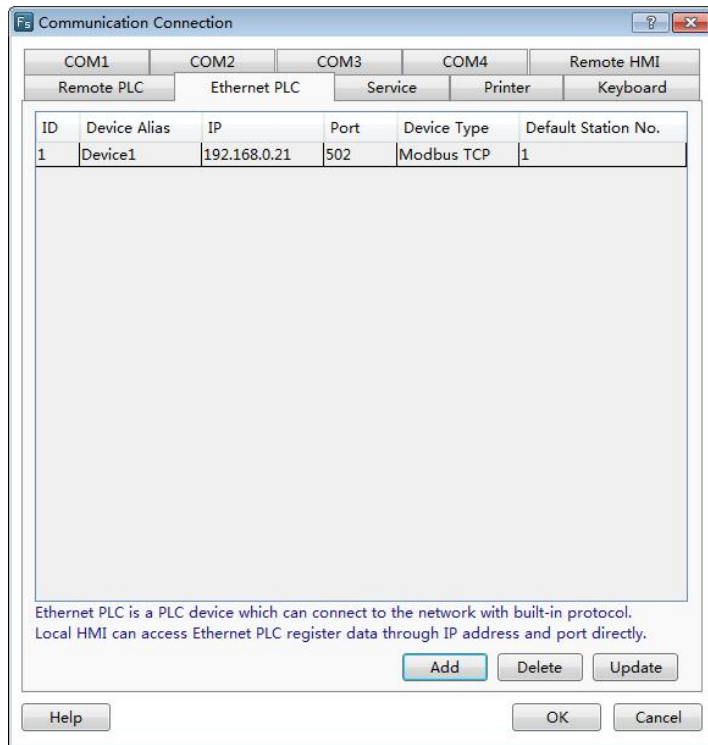 Fs Communication Connection
COM1 COM2 COM3 COM4 Remote HMI
Remote PLC Ethernet PLC Service Printer Keyboard
ID Device Alias IP Port Device Type Default Station No.
1 Device1 192.168.0.21 502 Modbus TCP 1
Ethernet PLC is a PLC device which can connect to the network with built-in protocol.
Local HMI can access Ethernet PLC register data through IP address and port directly.
Add Delete Update
Help OK Cancel